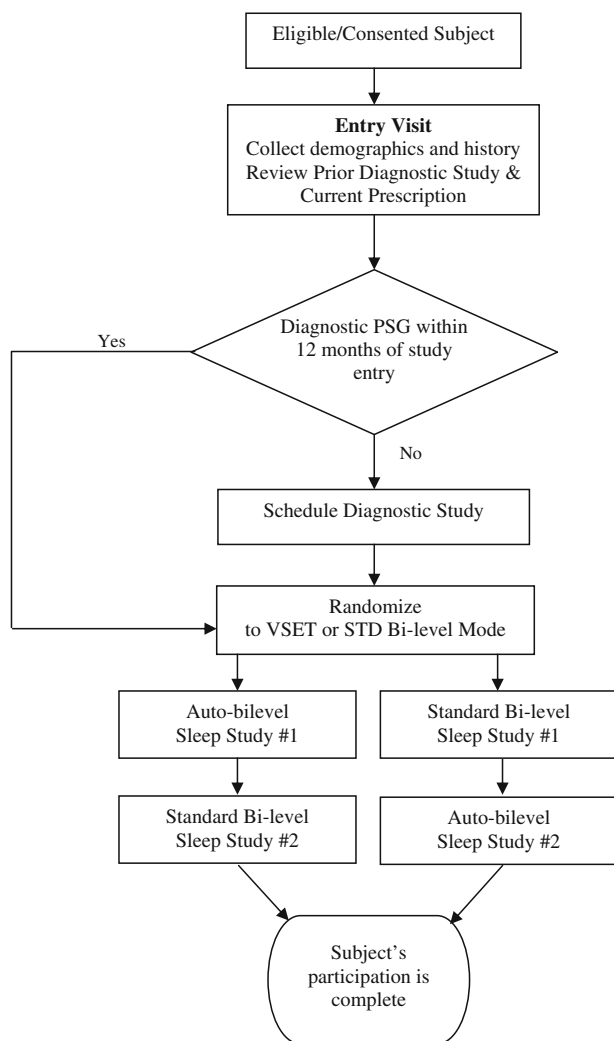 Eligible/Consented Subject
Entry Visit
Collect demographics and history
Review Prior Diagnostic Study &
Current Prescription
Yes
Diagnostic PSG within
12 months of study
entry
No
Schedule Diagnostic Study
Randomize
to VSET or STD Bi-level Mode
Auto-bilevel
Sleep Study #1
Standard Bi-level
Sleep Study #1
Standard Bi-level
Sleep Study #2
Auto-bilevel
Sleep Study #2
Subject's
participation is
complete